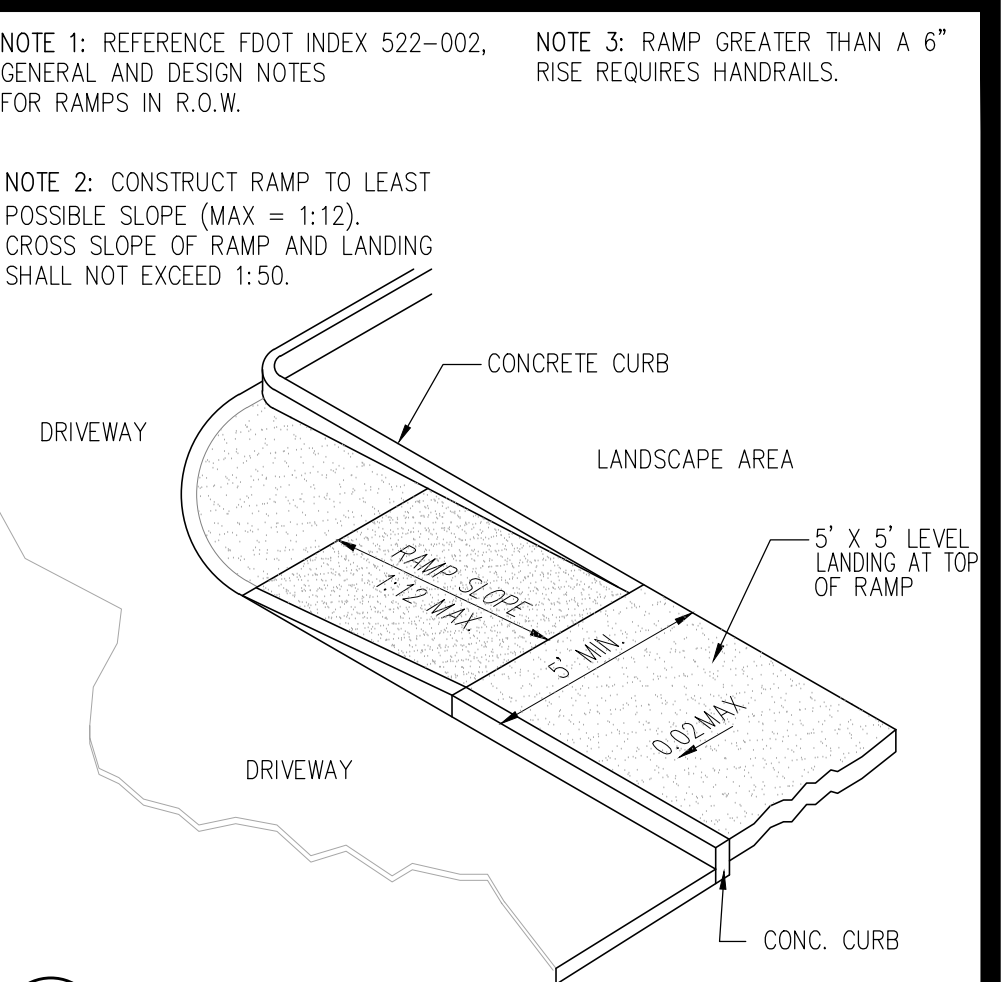 NOTE 1: REFERENCE FDOT INDEX 522-002,
GENERAL AND DESIGN NOTES
FOR RAMPS IN R.O.W.
NOTE 3: RAMP GREATER THAN A 6"
RISE REQUIRES HANDRAILS.
NOTE 2: CONSTRUCT RAMP TO LEAST
POSSIBLE SLOPE (MAX = 1:12).
CROSS SLOPE OF RAMP AND LANDING
SHALL NOT EXCEED 1:50.
CONCRETE CURB
DRIVEWAY
LANDSCAPE AREA
5' X 5' LEVEL
LANDING AT TOP
OF RAMP
RAMP SLOPE
1:12 MAX.
5' MIN.
0.02 MAX
DRIVEWAY
CONC. CURB